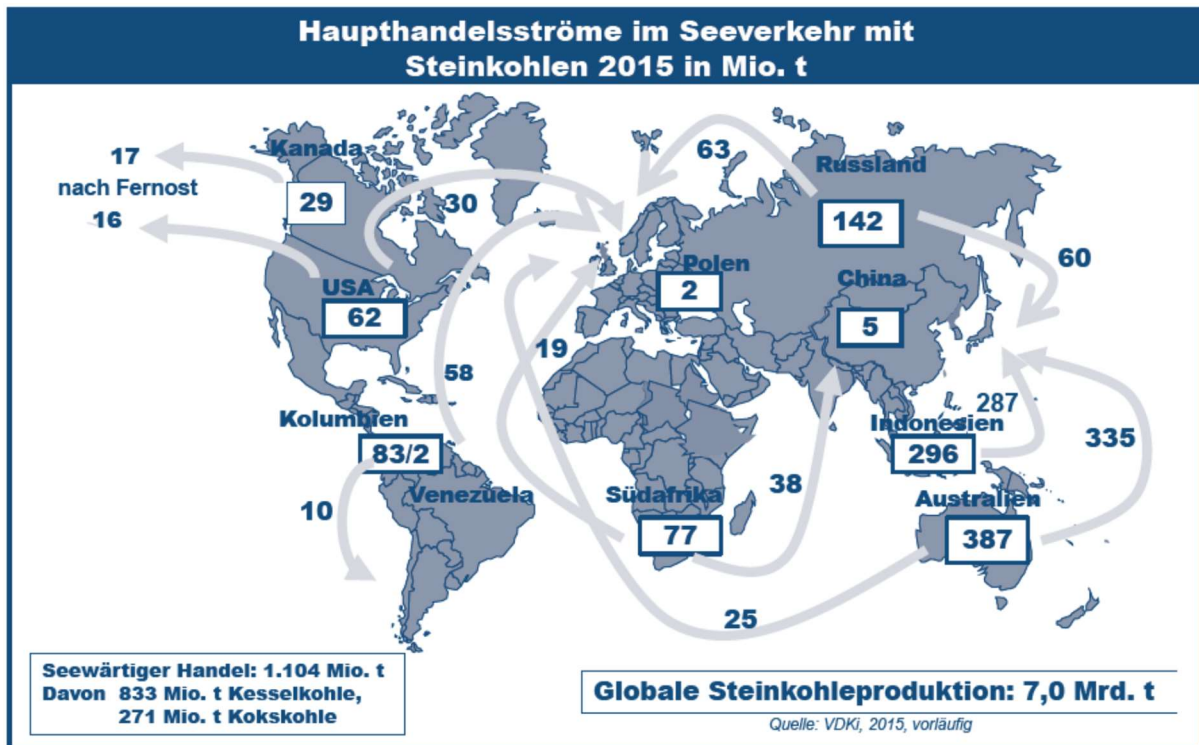 Haupthandelsströme im Seeverkehr mit
Steinkohlen 2015 in Mio. t
Kanada
17
nach Fernost
16
29
30
63
Russland
142
60
USA
62
Polen
2
China
5
19
58
Kolumbien
83/2
Venezuela
10
Südafrika
77
38
287
Indonesien
296
335
Australien
387
25
Seewärtiger Handel: 1.104 Mio. t
Davon 833 Mio. t Kesselkohle,
271 Mio. t Kokskohle
Globale Steinkohleproduktion: 7,0 Mrd. t
Quelle: VDKi, 2015, vorläufig